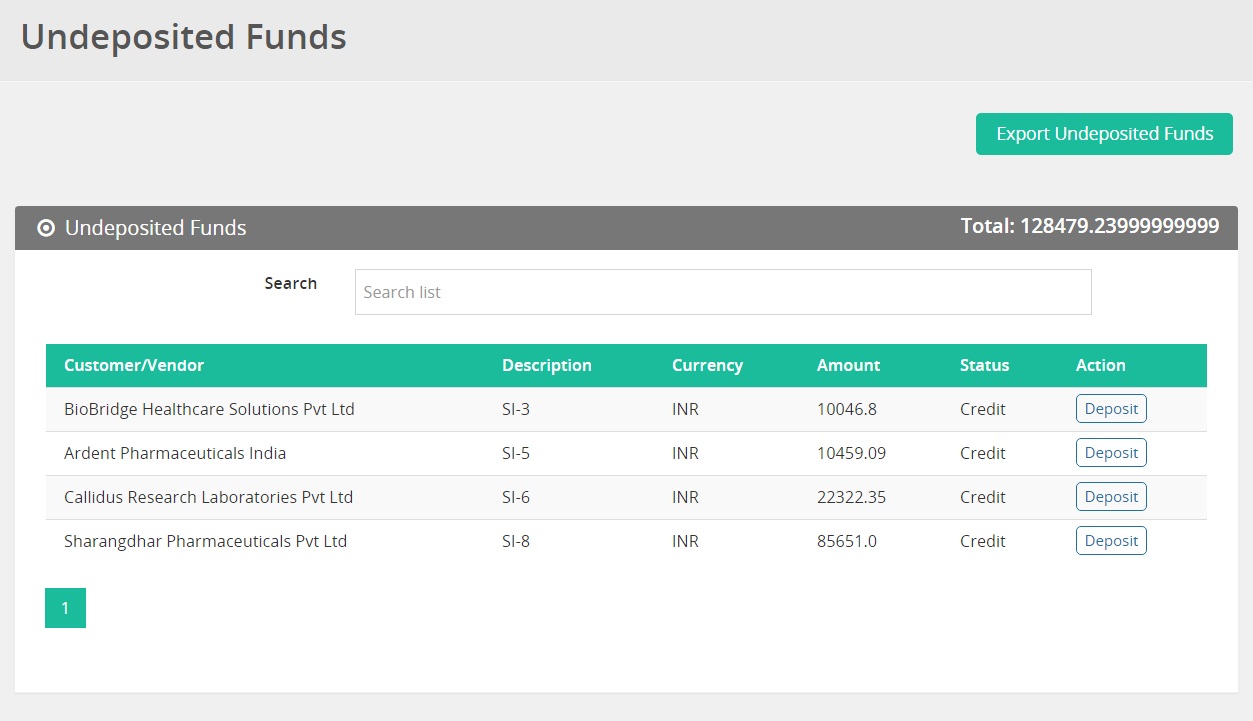 Undeposited Funds
Export Undeposited Funds
Undeposited Funds Total: 128479.23999999999
Search Search list
Customer/Vendor Description Currency Amount Status Action
BioBridge Healthcare Solutions Pvt Ltd SI-3 INR 10046.8 Credit Deposit
Ardent Pharmaceuticals India SI-5 INR 10459.09 Credit Deposit
Callidus Research Laboratories Pvt Ltd SI-6 INR 22322.35 Credit Deposit
Sharangdhar Pharmaceuticals Pvt Ltd SI-8 INR 85651.0 Credit Deposit
1